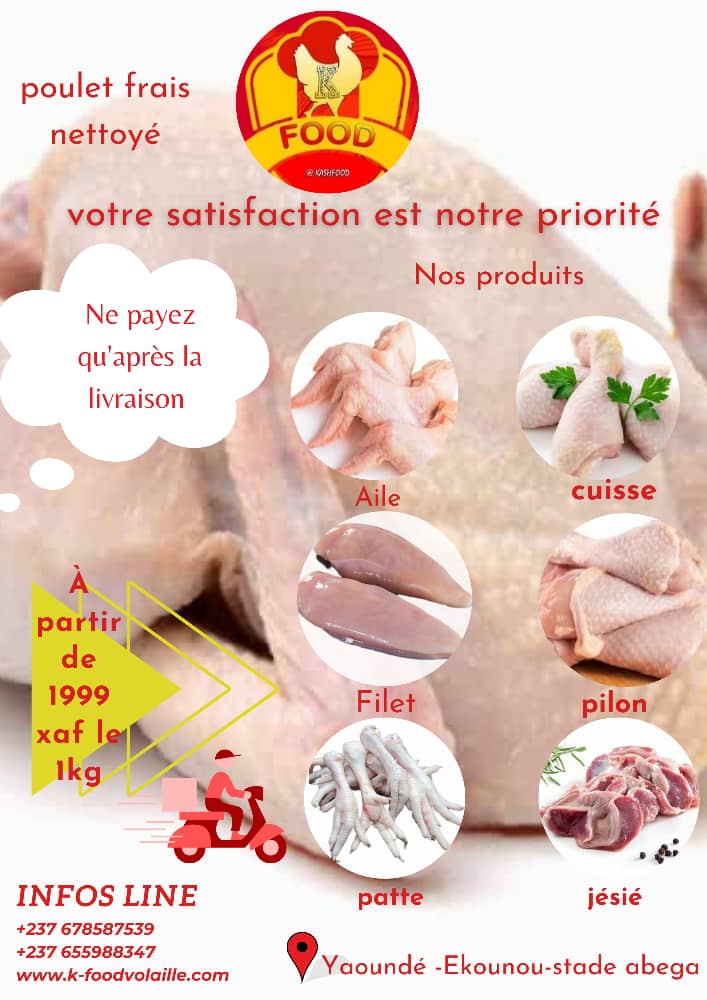 poulet frais
nettoyé
K
FOOD
@ KASHFOOD
votre satisfaction est notre priorité
Nos produits
Ne payez
qu'après la
livraison
Aile
cuisse
À
partir
de
1999
xaf le
1kg
Filet
pilon
patte
jésié
INFOS LINE
+237 678587539
+237 655988347
www.k-foodvolaille.com
Yaoundé -Ekounou-stade abega